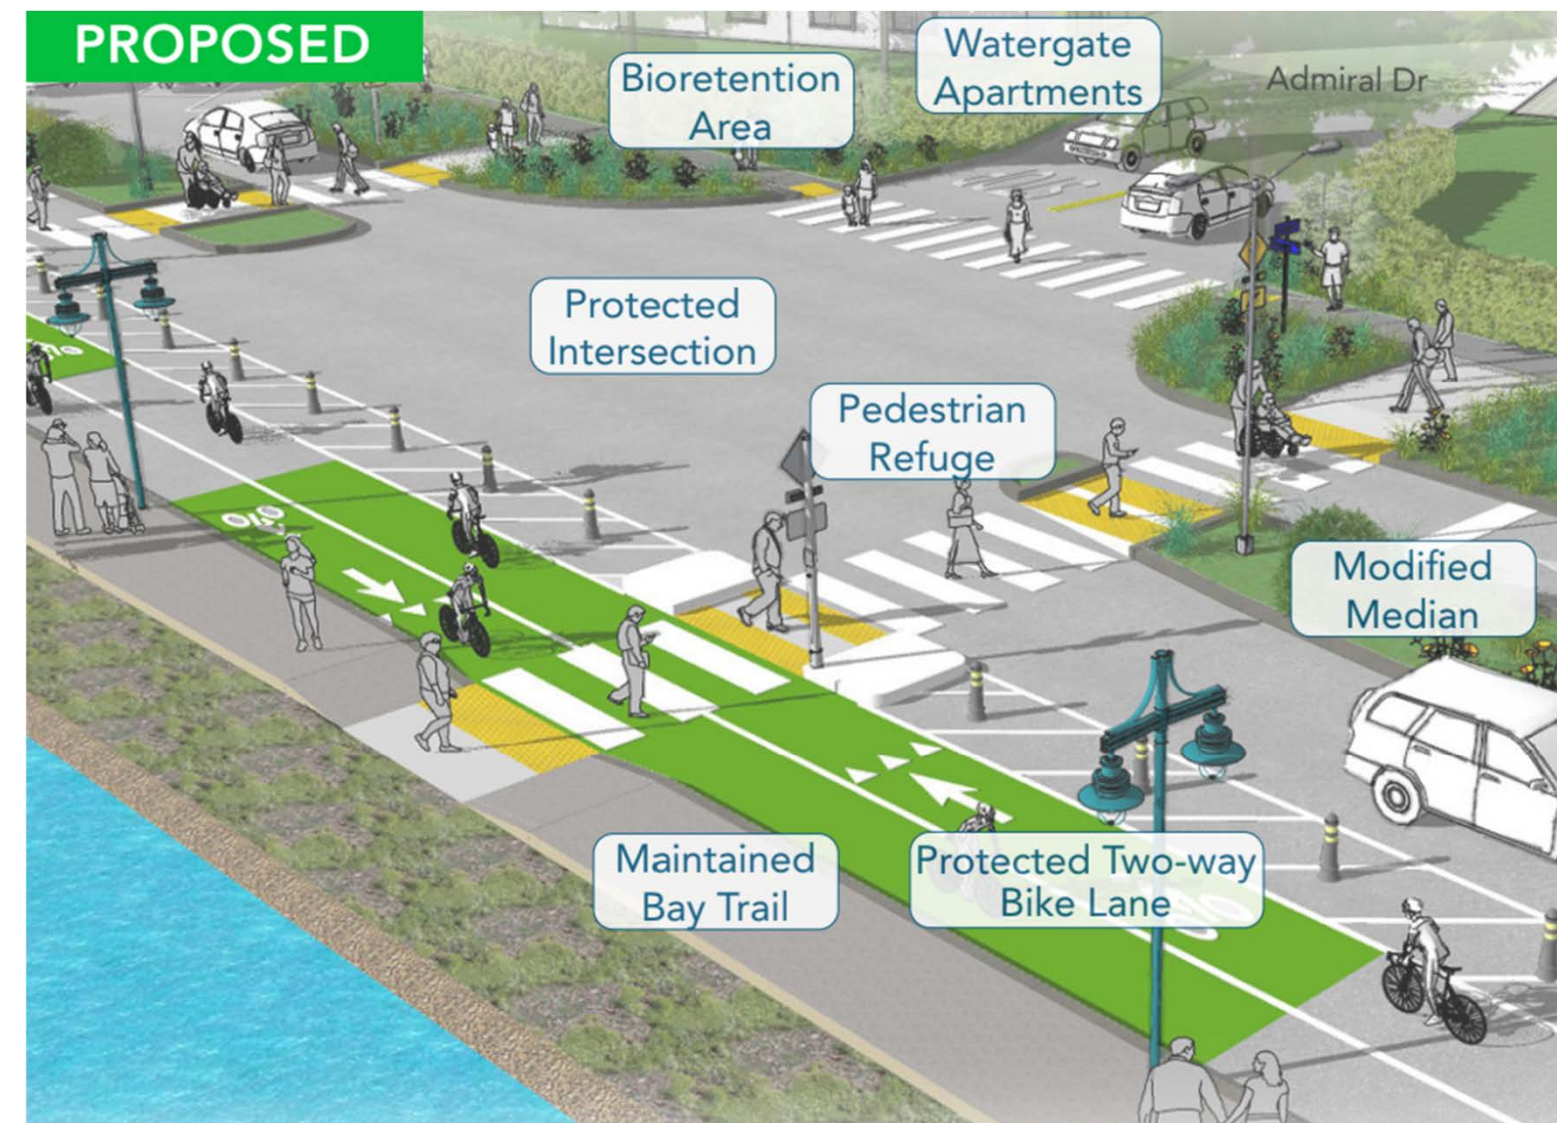 PROPOSED
Bioretention
Area
Watergate
Apartments
Admiral Dr
Protected
Intersection
Pedestrian
Refuge
Modified
Median
Maintained
Bay Trail
Protected Two-way
Bike Lane